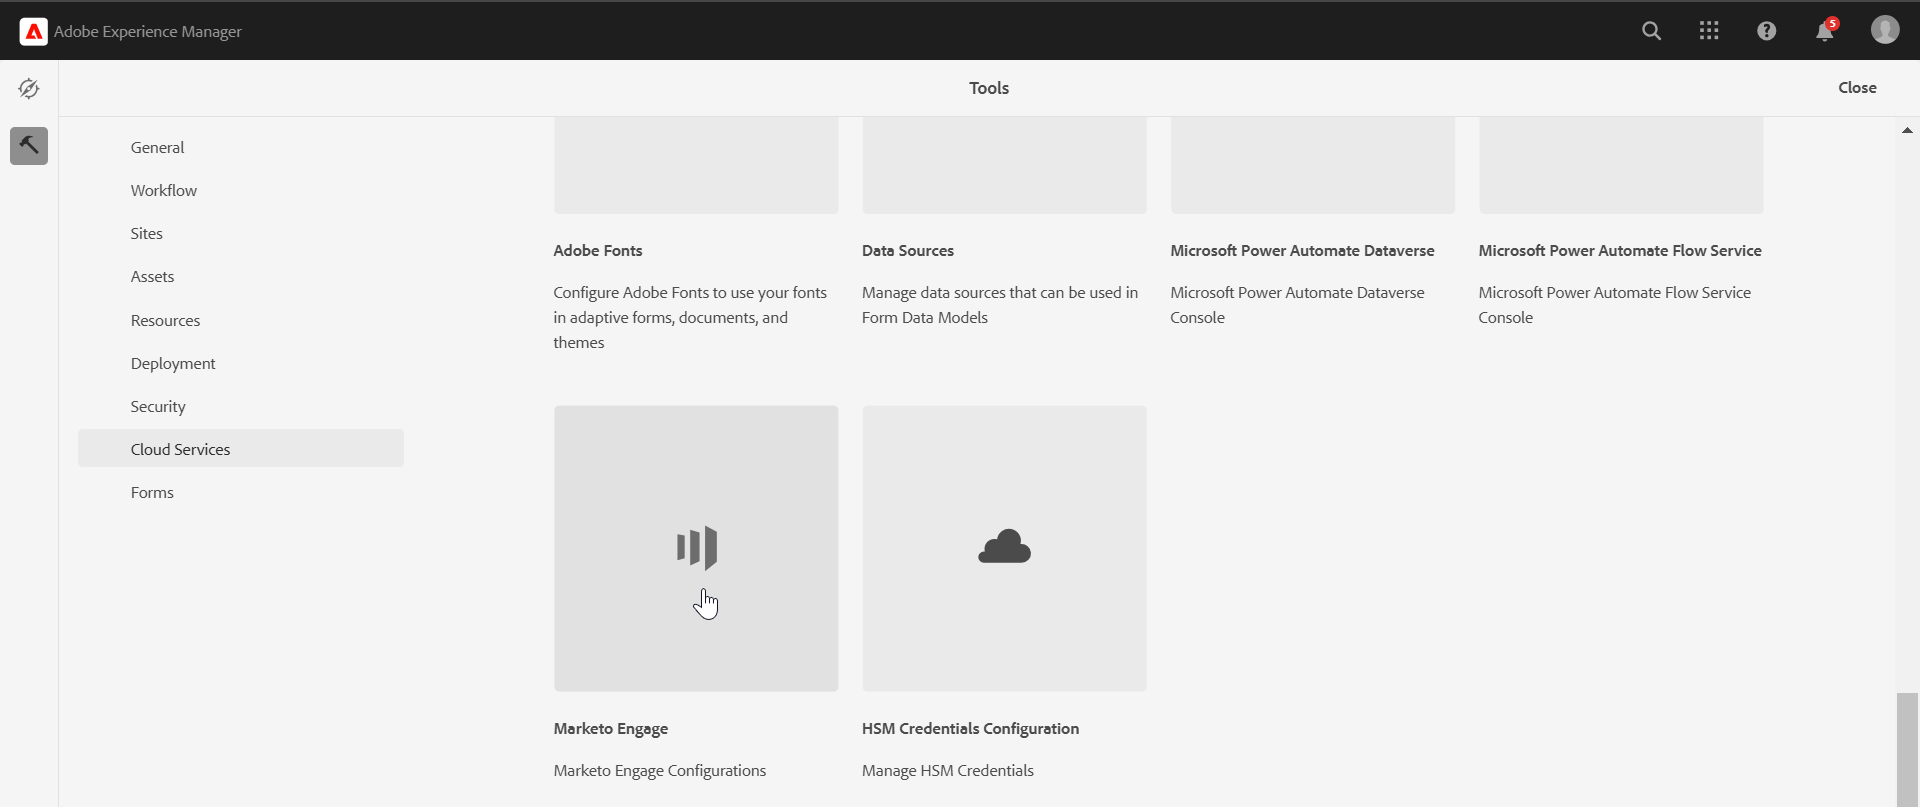 Adobe Experience Manager
5
Tools
Close
General
Workflow
Sites
Assets
Resources
Deployment
Security
Cloud Services
Forms
Adobe Fonts
Configure Adobe Fonts to use your fonts
in adaptive forms, documents, and
themes
Data Sources
Manage data sources that can be used in
Form Data Models
Microsoft Power Automate Dataverse
Microsoft Power Automate Dataverse
Console
Microsoft Power Automate Flow Service
Microsoft Power Automate Flow Service
Console
Marketo Engage
Marketo Engage Configurations
HSM Credentials Configuration
Manage HSM Credentials